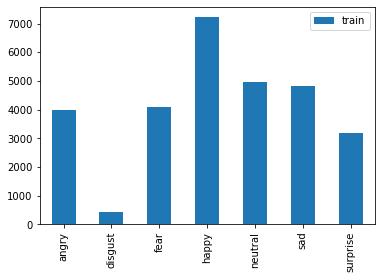 train
7000
6000
5000
4000
3000
2000
1000
0
angry
disgust
fear
happy
neutral
sad
surprise